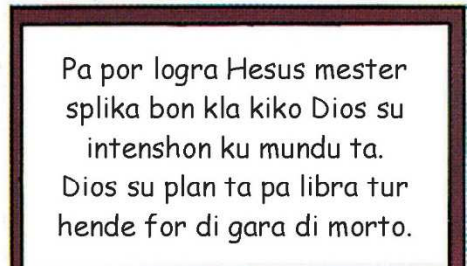 Pa por logra Hesus mester
splika bon kla kiko Dios su
intenshon ku mundu ta.
Dios su plan ta pa libra tur
hende for di gara di morto.